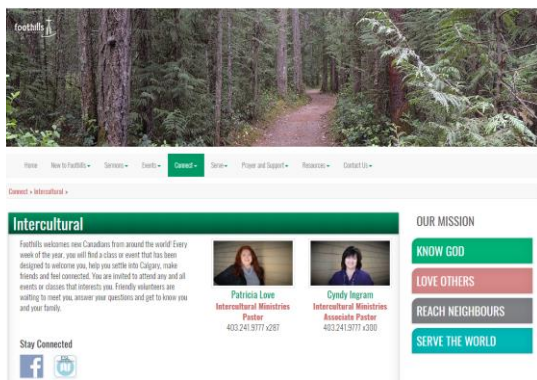 foothills
Home New to Foothills Sermons Events Connect Serve Prayer and Support Resources Contact Us
Connect » Intercultural »
Intercultural
Foothills welcomes new Canadians from around the world! Every
week of the year, you will find a class or event that has been
designed to welcome you, help you settle into Calgary, make
friends and feel connected. You are invited to attend any and all
events or classes that interests you. Friendly volunteers are
waiting to meet you, answer your questions and get to know you
and your family.
Stay Connected
Patricia Love
Intercultural Ministries
Pastor
403.241.9777 x287
Cyndy Ingram
Intercultural Ministries
Associate Pastor
403.241.9777 x300
OUR MISSION
KNOW GOD
LOVE OTHERS
REACH NEIGHBOURS
SERVE THE WORLD